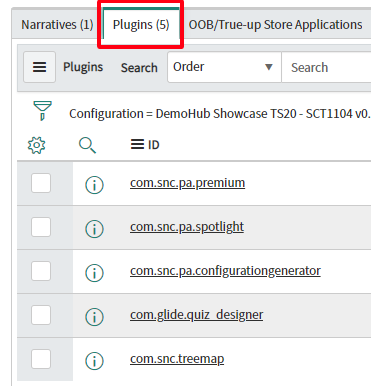 Narratives (1) Plugins (5) OOB/True-up Store Applications
Plugins Search Order Search
Configuration = DemoHub Showcase TS20 - SCT1104 v0.
ID
com.snc.pa.premium
com.snc.pa.spotlight
com.snc.pa.configurationgenerator
com.glide.quiz_designer
com.snc.treemap